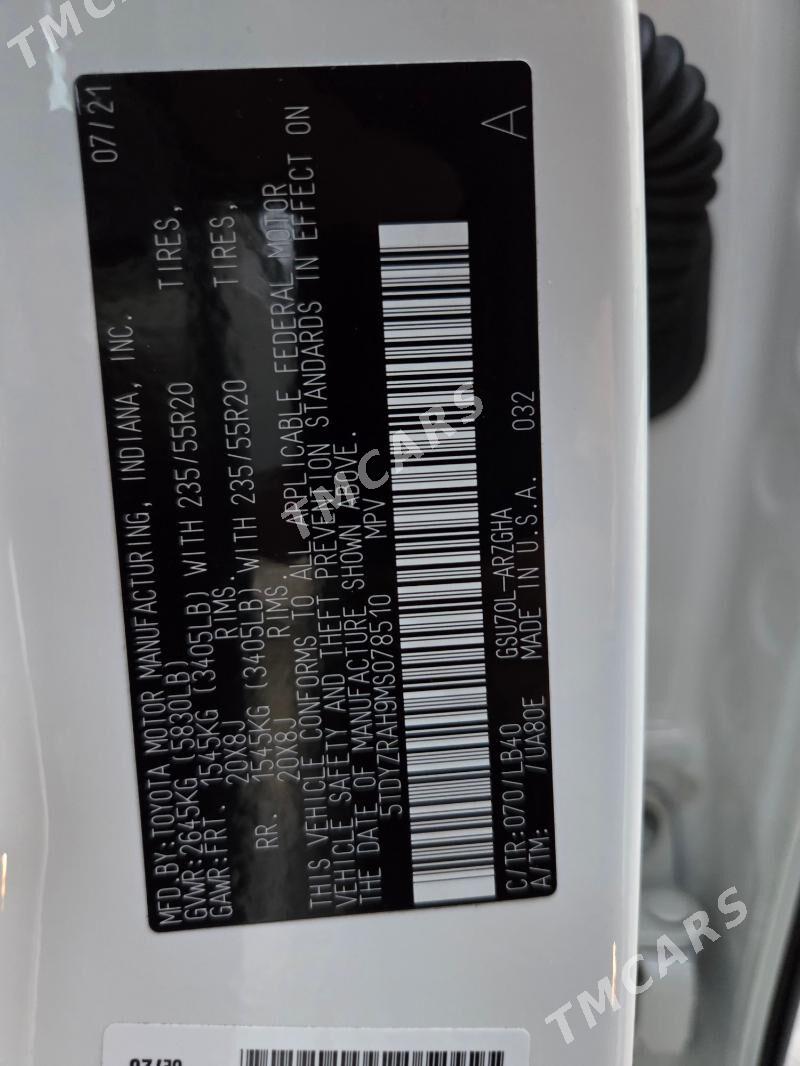 MFD.BY:TOYOTA MOTOR MANUFACTURING, INDIANA, INC. 07/21
GVWR:2645KG (5830LB)
GAWR:FRT. 1545KG (3405LB) WITH 235/55R20 TIRES,
20X8J RIMS.
RR. 1545KG (3405LB) WITH 235/55R20 TIRES,
20X8J RIMS.
THIS VEHICLE CONFORMS TO ALL APPLICABLE FEDERAL MOTOR
VEHICLE SAFETY AND THEFT PREVENTION STANDARDS IN EFFECT ON
THE DATE OF MANUFACTURE SHOWN ABOVE.
5TDYZRAH9MS078510 MPV
C/TR:070/LB40 GSU70L-ARZGHA 032 A
A/TM: /UA80E MADE IN U.S.A.
TMCARS
TMCARS
TMCARS